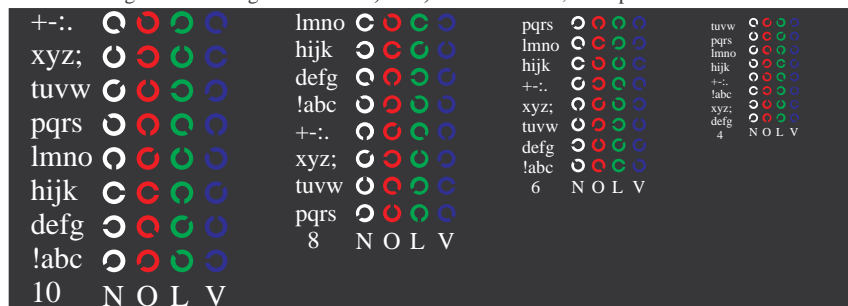 +-:.
xyz;
tuvw
pqrs
lmno
hijk
defg
!abc
10 N O L V
lmno
hijk
defg
!abc
+-:.
xyz;
tuvw
pqrs
8 N O L V
pqrs
lmno
hijk
+-:.
xyz;
tuvw
defg
!abc
6 N O L V
tuvw
pqrs
lmno
hijk
+-:.
!abc
xyz;
defg
4 N O L V